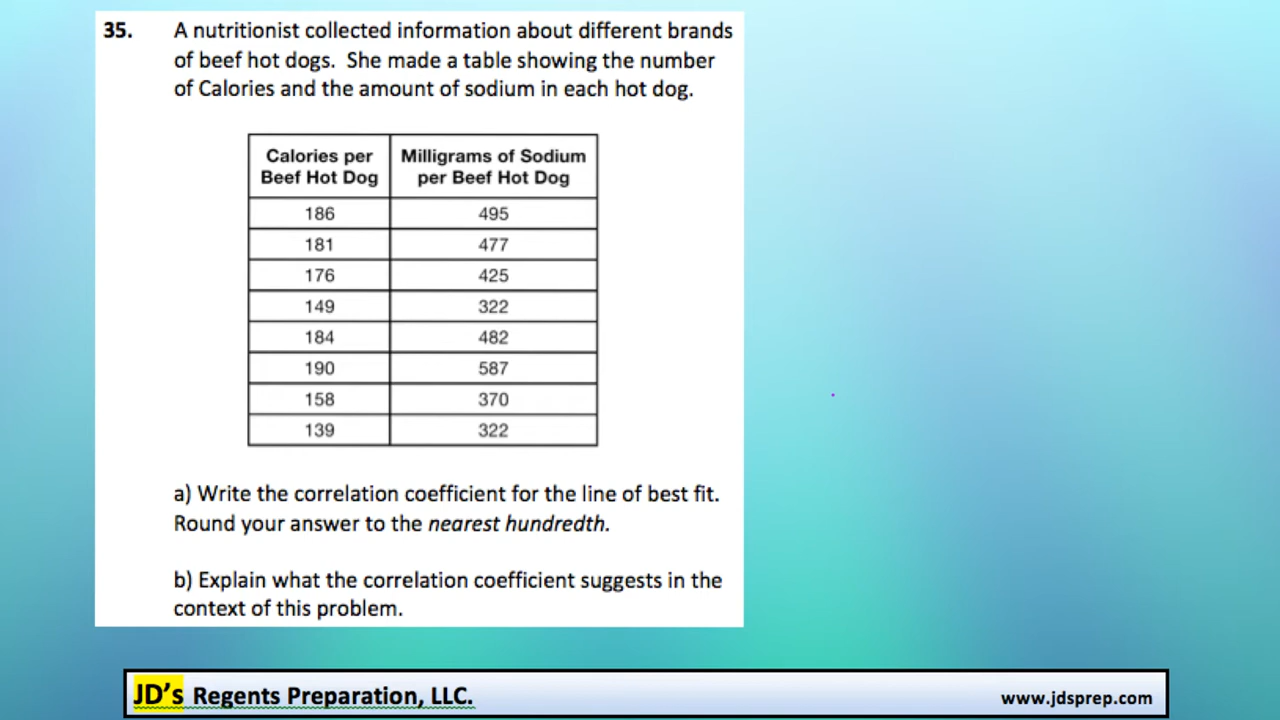 35. A nutritionist collected information about different brands
of beef hot dogs. She made a table showing the number
of Calories and the amount of sodium in each hot dog.
Calories per Milligrams of Sodium
Beef Hot Dog per Beef Hot Dog
186 495
181 477
176 425
149 322
184 482
190 587
158 370
139 322
a) Write the correlation coefficient for the line of best fit.
Round your answer to the nearest hundredth.
b) Explain what the correlation coefficient suggests in the
context of this problem.
JD’s Regents Preparation, LLC. www.jdsprep.com